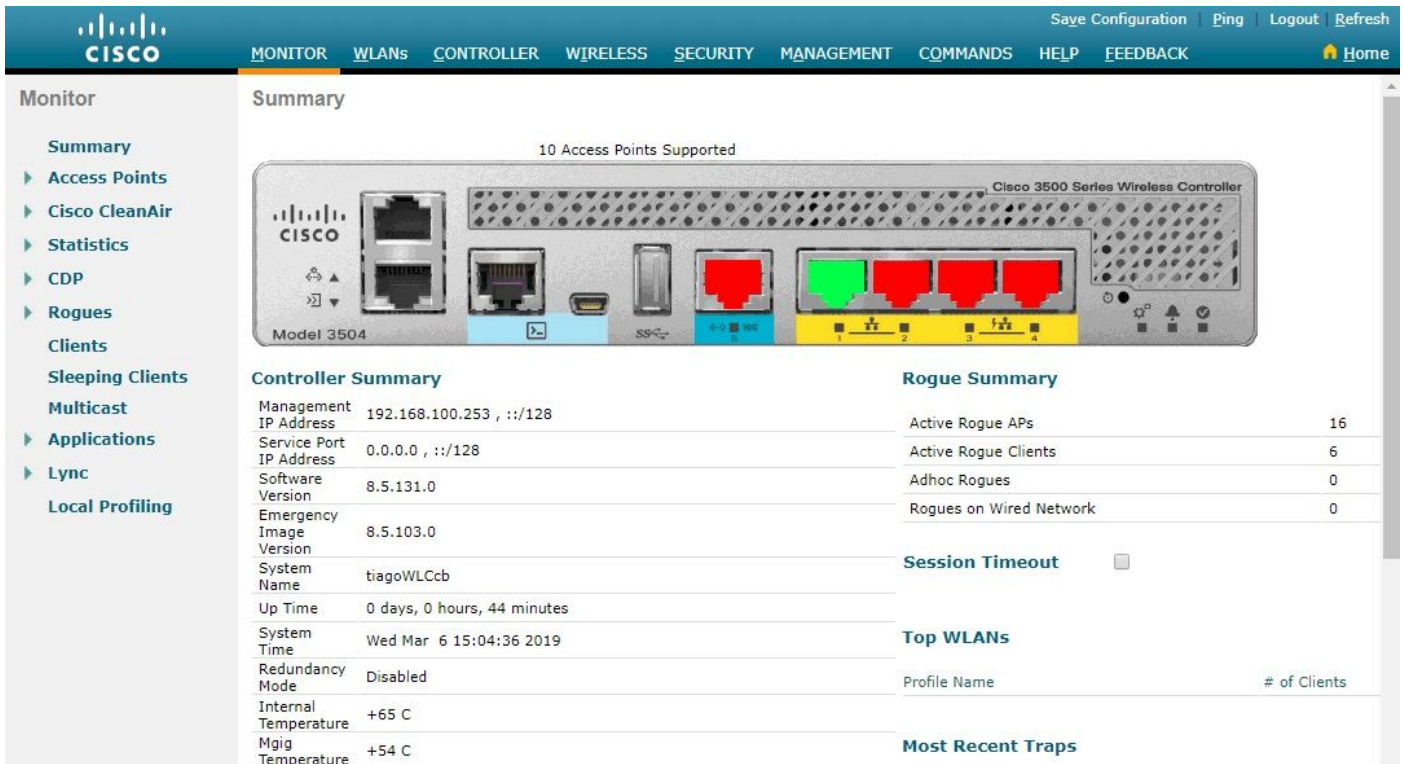 Save Configuration Ping Logout Refresh
CISCO
MONITOR WLANs CONTROLLER WIRELESS SECURITY MANAGEMENT COMMANDS HELP FEEDBACK Home
Monitor
Summary
Access Points
Cisco CleanAir
Statistics
CDP
Rogues
Clients
Sleeping Clients
Multicast
Applications
Lync
Local Profiling
Summary
10 Access Points Supported
Cisco 3500 Series Wireless Controller
CISCO
Model 3504
SS
10G
5
1 2 3 4
Controller Summary
Management IP Address 192.168.100.253 , ::/128
Service Port IP Address 0.0.0.0 , ::/128
Software Version 8.5.131.0
Emergency Image Version 8.5.103.0
System Name tiagoWLCcb
Up Time 0 days, 0 hours, 44 minutes
System Time Wed Mar 6 15:04:36 2019
Redundancy Mode Disabled
Internal Temperature +65 C
Mgig Temperature +54 C
Rogue Summary
Active Rogue APs 16
Active Rogue Clients 6
Adhoc Rogues 0
Rogues on Wired Network 0
Session Timeout
Top WLANs
Profile Name # of Clients
Most Recent Traps